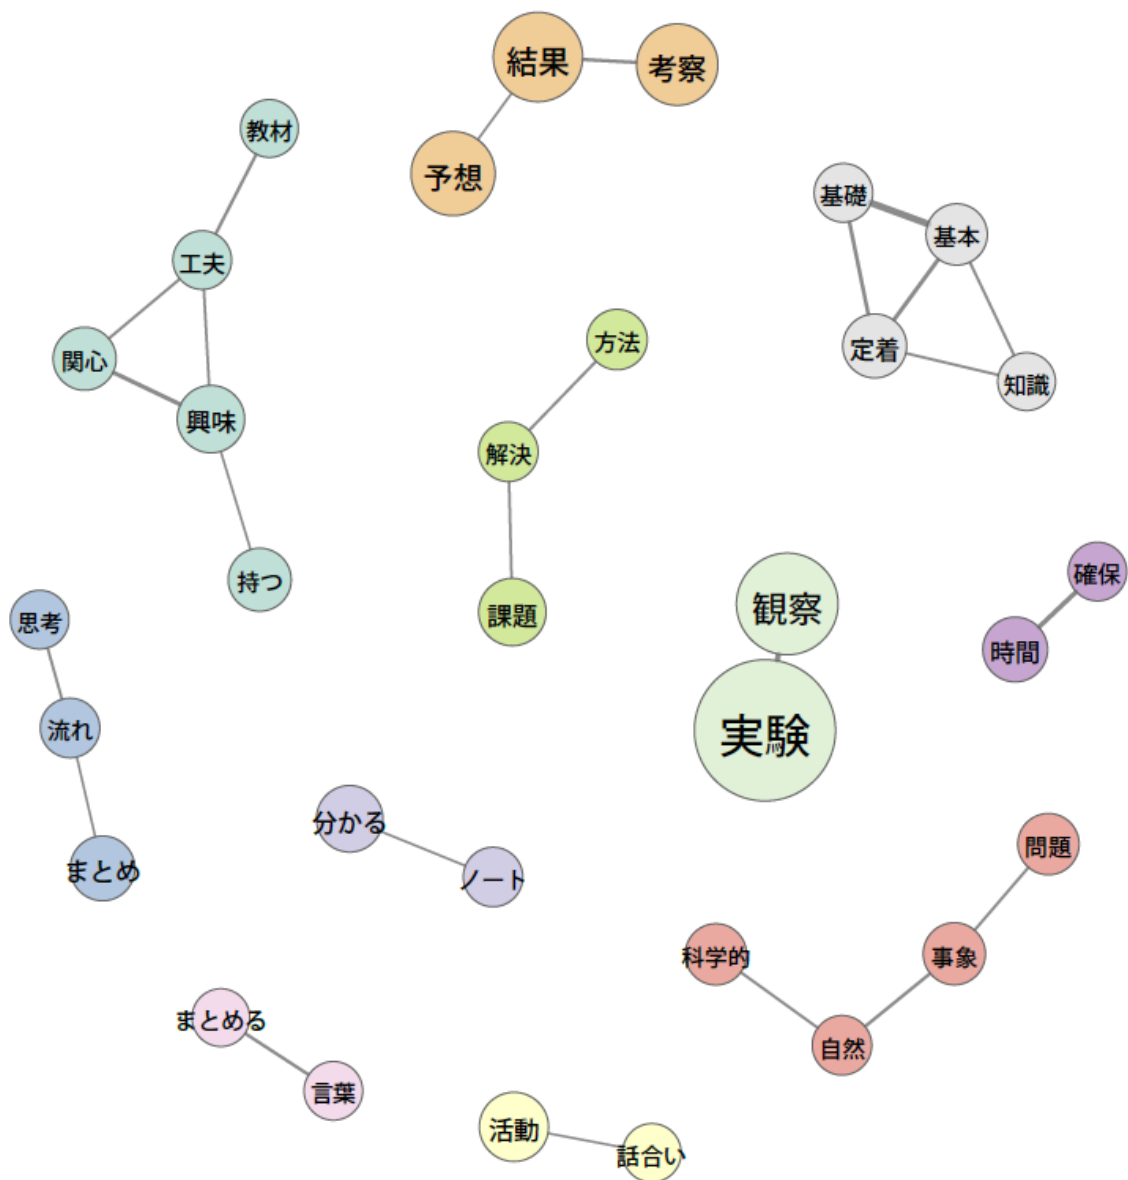 結果
考察
教材
予想
基礎
基本
工夫
方法
定着
関心
知識
興味
解決
確保
持つ
観察
課題
思考
時間
流れ
実験
分かる
問題
まとめ
ノート
科学的
事象
まとめる
自然
言葉
活動
話合い